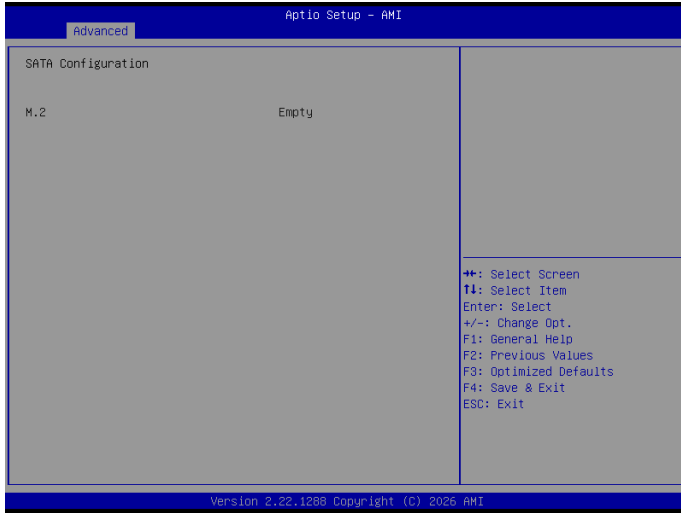 Aptio Setup – AMI
Advanced
SATA Configuration
M.2 Empty
→←: Select Screen
↑↓: Select Item
Enter: Select
+/-: Change Opt.
F1: General Help
F2: Previous Values
F3: Optimized Defaults
F4: Save & Exit
ESC: Exit
Version 2.22.1288 Copyright (C) 2026 AMI